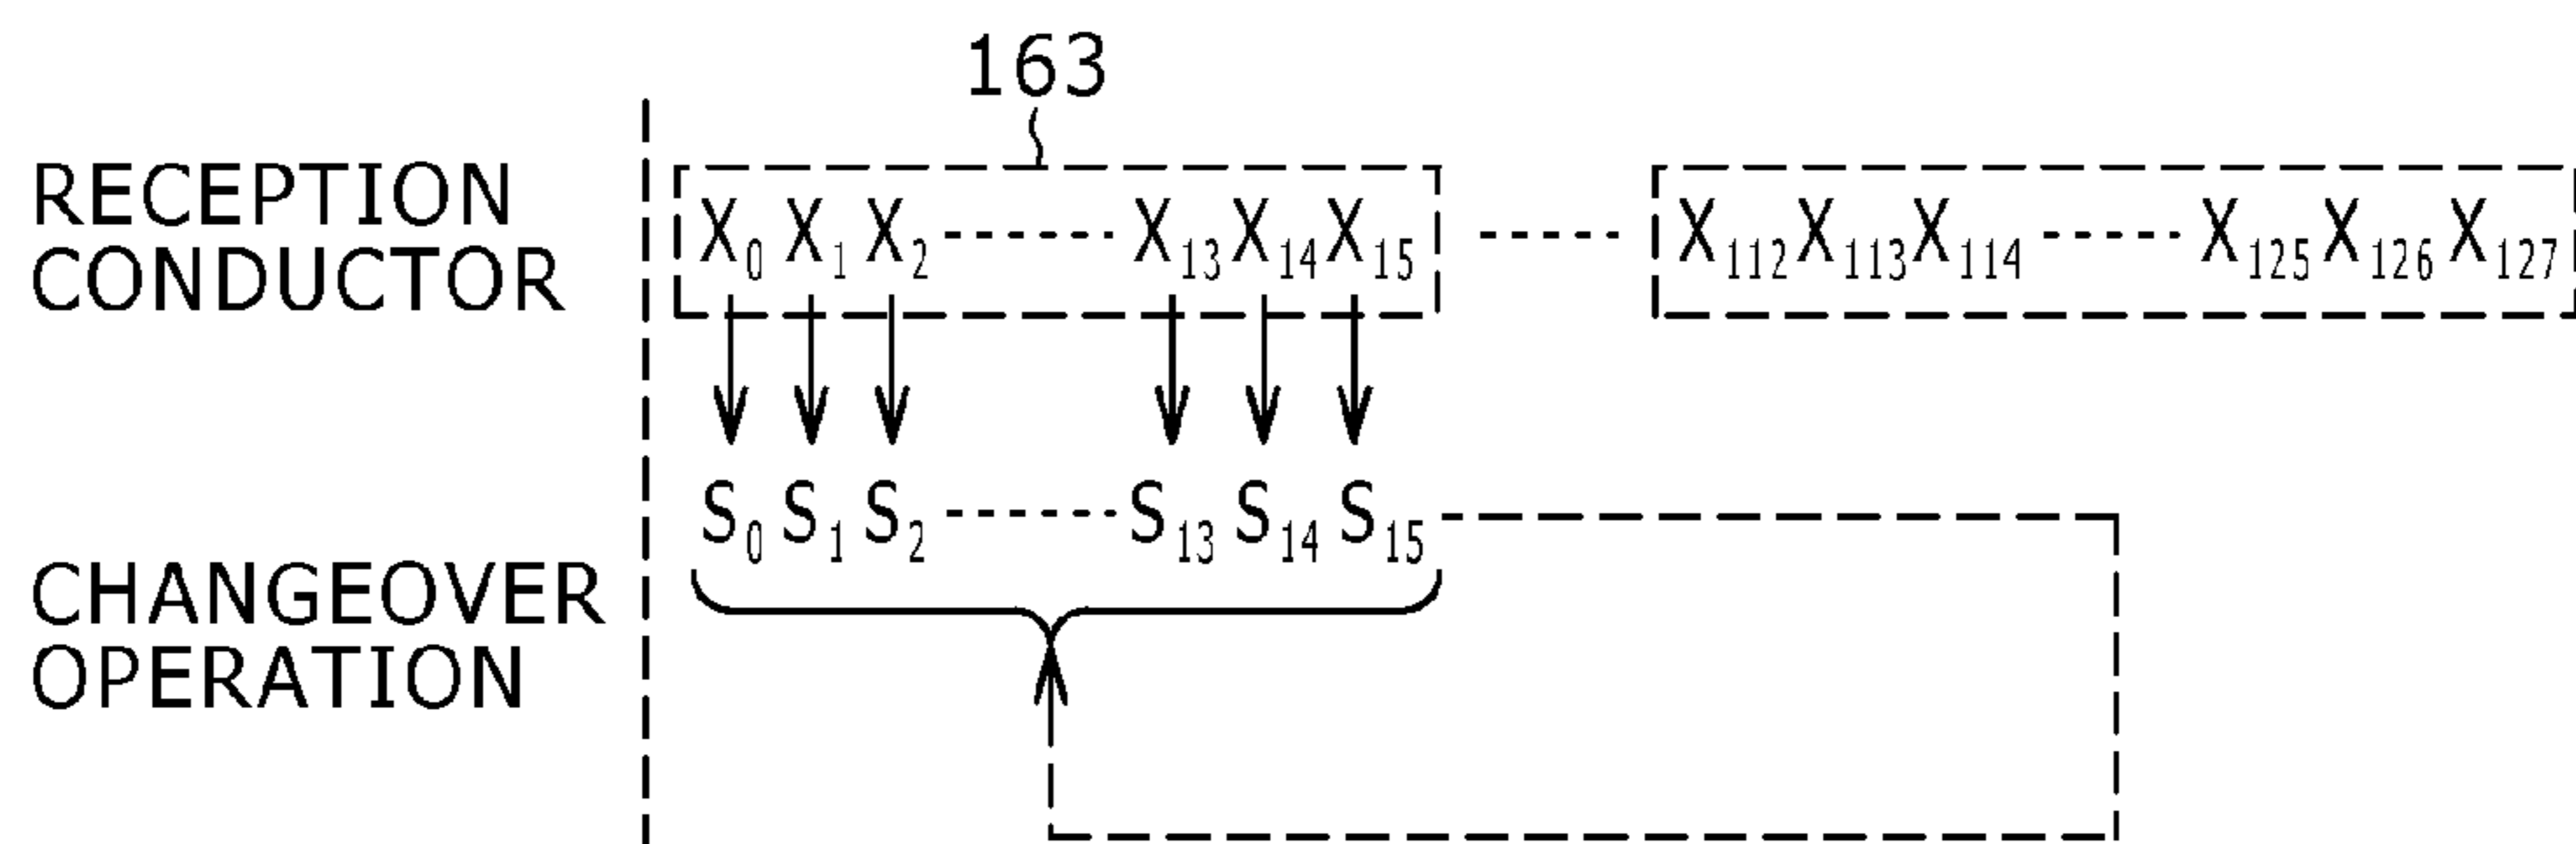 163
RECEPTION
CONDUCTOR
X₀ X₁ X₂ ------- X₁₃ X₁₄ X₁₅ ------ X₁₁₂ X₁₁₃ X₁₁₄ ------ X₁₂₅ X₁₂₆ X₁₂₇
S₀ S₁ S₂ ------- S₁₃ S₁₄ S₁₅
CHANGEOVER
OPERATION